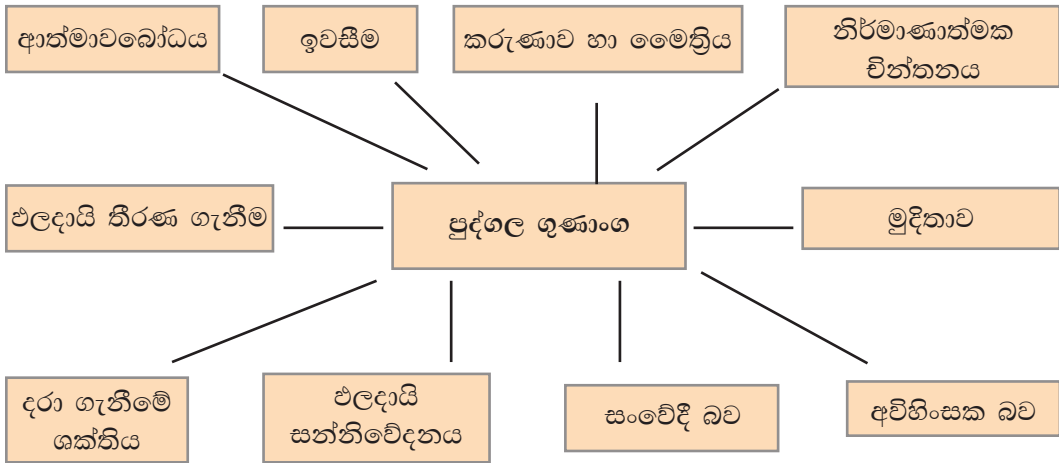 ආත්මාවබෝධය
ඉවසීම
කරුණාව හා මෛත්‍රිය
නිර්මාණාත්මක
චින්තනය
ඵලදායි තීරණ ගැනීම
පුද්ගල ගුණාංග
මුදිතාව
දරා ගැනීමේ
ශක්තිය
ඵලදායි
සන්නිවේදනය
සංවේදී බව
අවිහිංසක බව